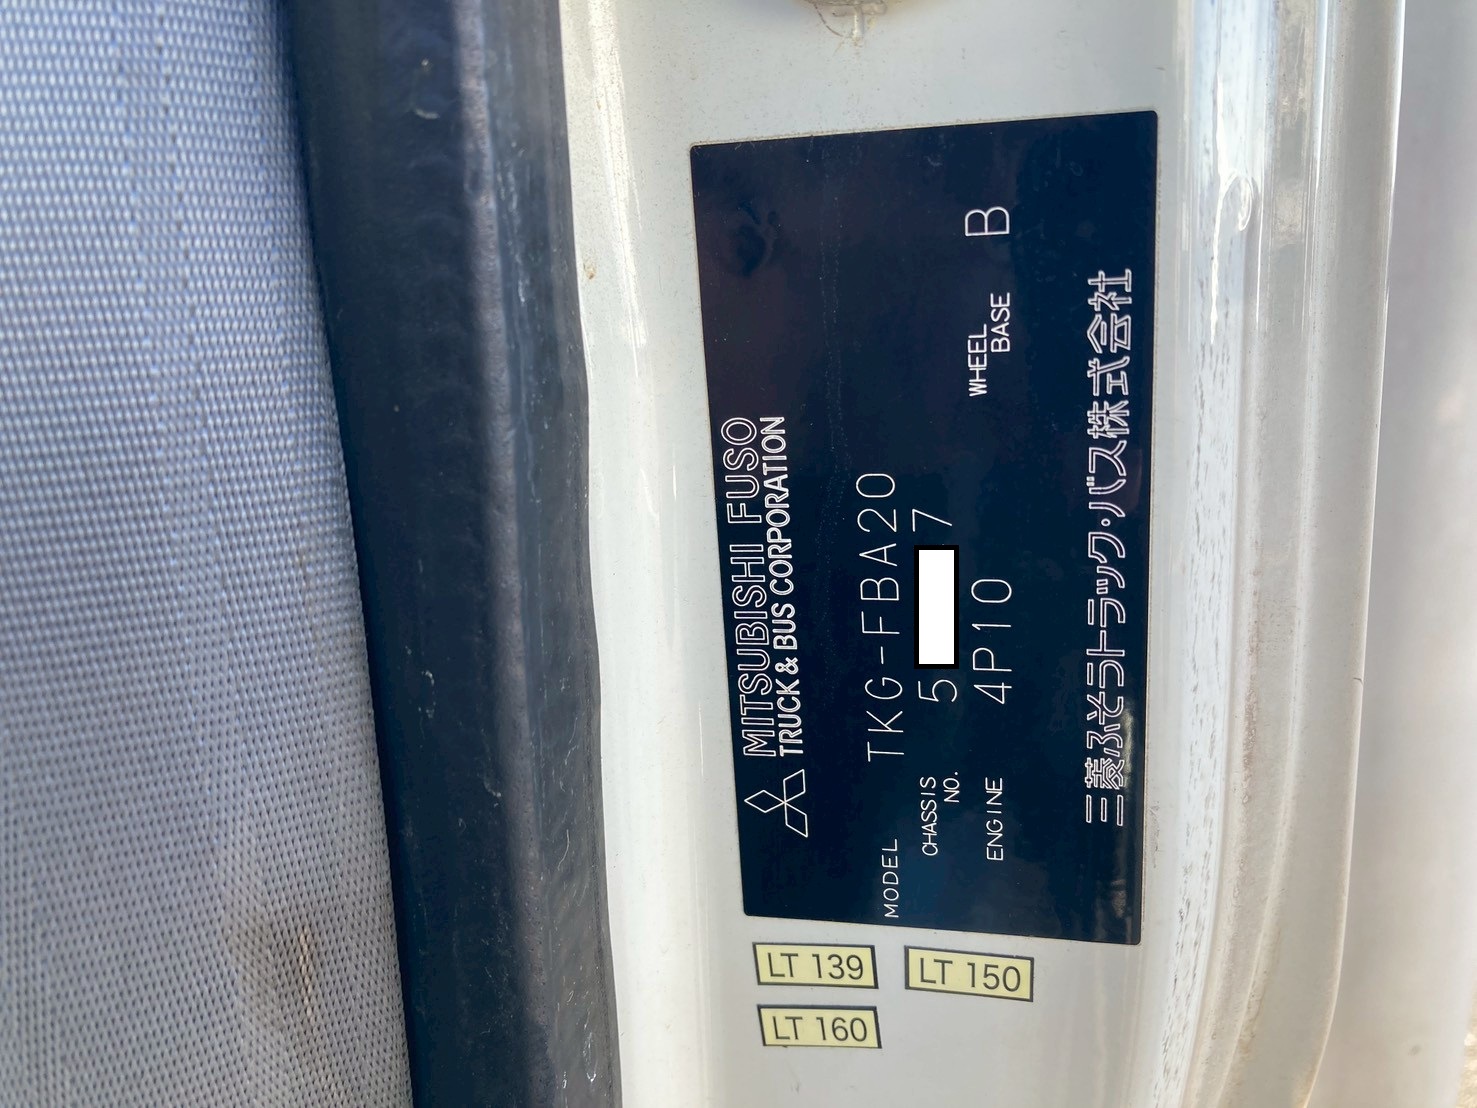 MITSUBISHI FUSO
TRUCK & BUS CORPORATION
MODEL TKG-FBA20
CHASSIS NO. 5 7
ENGINE 4P10 WHEEL BASE B
三菱ふそうトラック・バス株式会社
LT 139
LT 150
LT 160